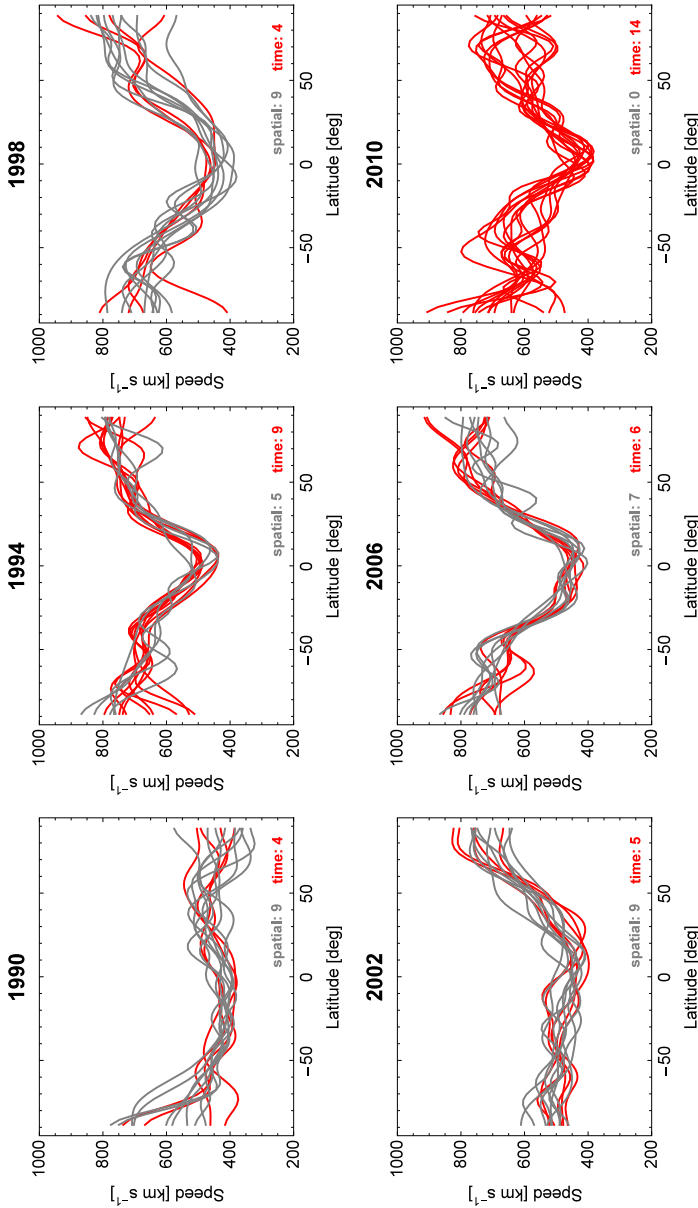 1990
1000
800
600
400
200
Speed [km s⁻¹]
spatial: 9 time: 4
−50 0 50
Latitude [deg]
1994
1000
800
600
400
200
Speed [km s⁻¹]
spatial: 5 time: 9
−50 0 50
Latitude [deg]
1998
1000
800
600
400
200
Speed [km s⁻¹]
spatial: 9 time: 4
−50 0 50
Latitude [deg]
2002
1000
800
600
400
200
Speed [km s⁻¹]
spatial: 9 time: 5
−50 0 50
Latitude [deg]
2006
1000
800
600
400
200
Speed [km s⁻¹]
spatial: 7 time: 6
−50 0 50
Latitude [deg]
2010
1000
800
600
400
200
Speed [km s⁻¹]
spatial: 0 time: 14
−50 0 50
Latitude [deg]